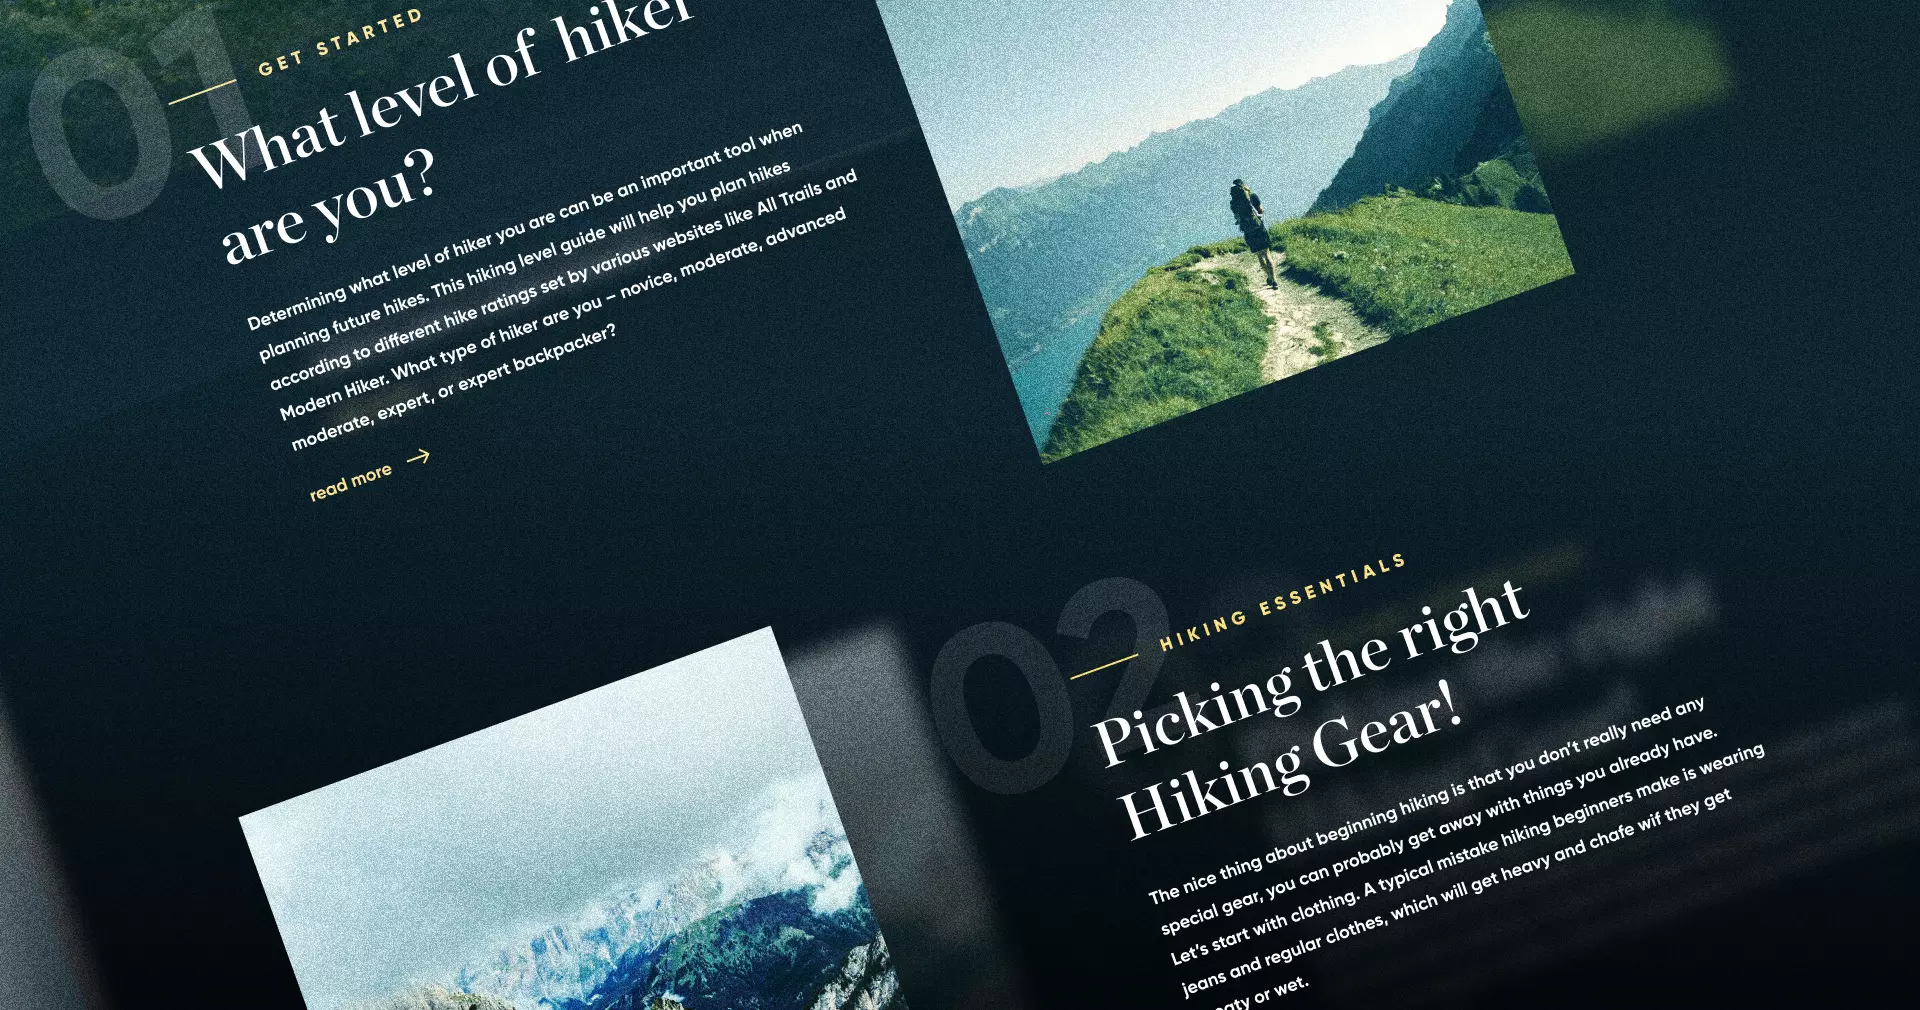 01
GET STARTED
What level of hiker
are you?
Determining what level of hiker you are can be an important tool when
planning future hikes. This hiking level guide will help you plan hikes
according to different hike ratings set by various websites like All Trails and
Modern Hiker. What type of hiker are you – novice, moderate, advanced
moderate, expert, or expert backpacker?
read more →
02
HIKING ESSENTIALS
Picking the right
Hiking Gear!
The nice thing about beginning hiking is that you don't really need any
special gear, you can probably get away with things you already have.
Let's start with clothing. A typical mistake hiking beginners make is wearing
jeans and regular clothes, which will get heavy and chafe wif they get
or wet.